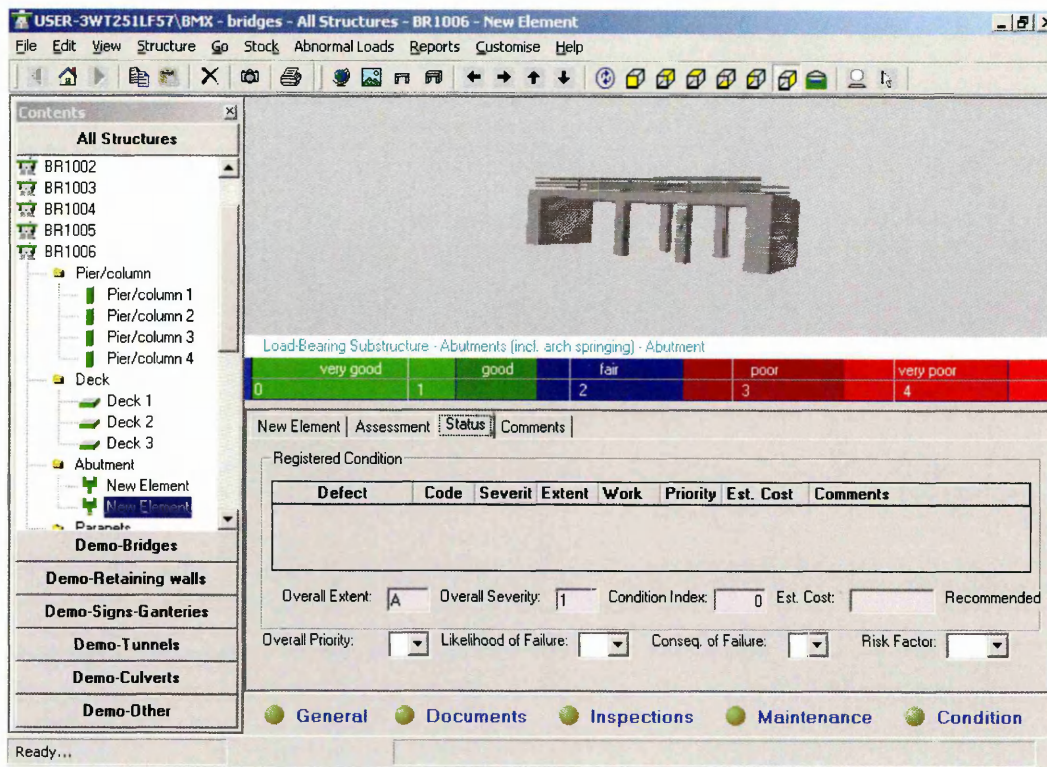 USER-3WT251LF57\BMX - bridges - All Structures - BR1006 - New Element
File Edit View Structure Go Stock Abnormal Loads Reports Customise Help
Contents
All Structures
BR1002
BR1003
BR1004
BR1005
BR1006
Pier/column
Pier/column 1
Pier/column 2
Pier/column 3
Pier/column 4
Deck
Deck 1
Deck 2
Deck 3
Abutment
New Element
New Element
Parapets
Demo-Bridges
Demo-Retaining walls
Demo-Signs-Ganteries
Demo-Tunnels
Demo-Culverts
Demo-Other
Load-Bearing Substructure - Abutments (incl. arch springing) - Abutment
very good good fair poor very poor
0 1 2 3 4
New Element Assessment Status Comments
Registered Condition
Defect Code Severit Extent Work Priority Est. Cost Comments
Overall Extent: A Overall Severity: 1 Condition Index: 0 Est. Cost: Recommended
Overall Priority: Likelihood of Failure: Conseq. of Failure: Risk Factor:
General Documents Inspections Maintenance Condition
Ready...